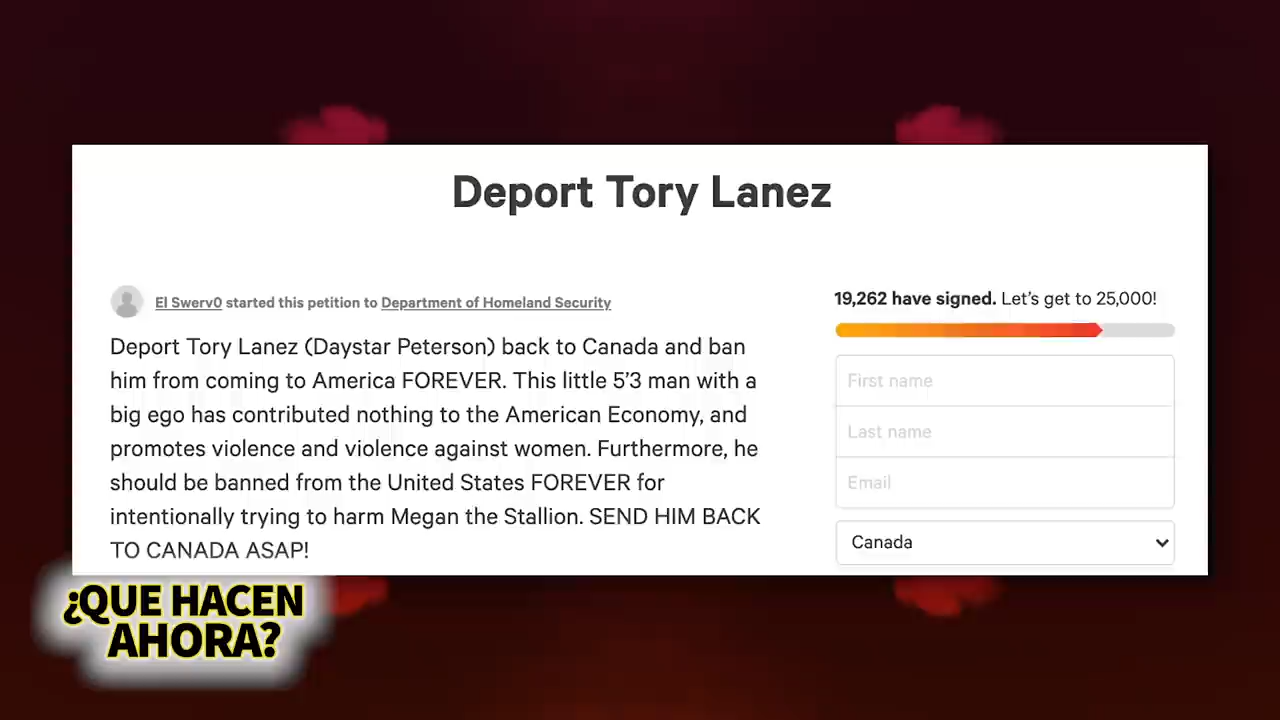 Deport Tory Lanez
El Swerv0 started this petition to Department of Homeland Security
Deport Tory Lanez (Daystar Peterson) back to Canada and ban
him from coming to America FOREVER. This little 5'3 man with a
big ego has contributed nothing to the American Economy, and
promotes violence and violence against women. Furthermore, he
should be banned from the United States FOREVER for
intentionally trying to harm Megan the Stallion. SEND HIM BACK
TO CANADA ASAP!
19,262 have signed. Let's get to 25,000!
First name
Last name
Email
Canada
¿QUE HACEN
AHORA?